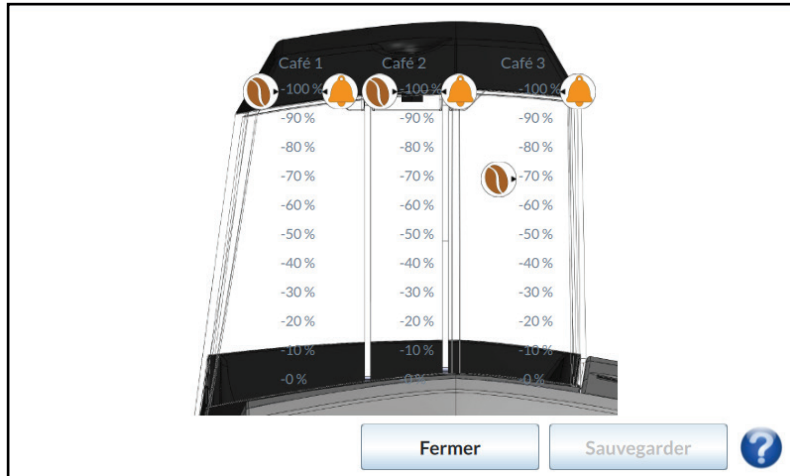 Café 1 Café 2 Café 3
-100 % -100 % -100 %
-90 % -90 % -90 %
-80 % -80 % -80 %
-70 % -70 % -70 %
-60 % -60 % -60 %
-50 % -50 % -50 %
-40 % -40 % -40 %
-30 % -30 % -30 %
-20 % -20 % -20 %
-10 % -10 % -10 %
-0 % -0 % -0 %
Fermer Sauvegarder ?